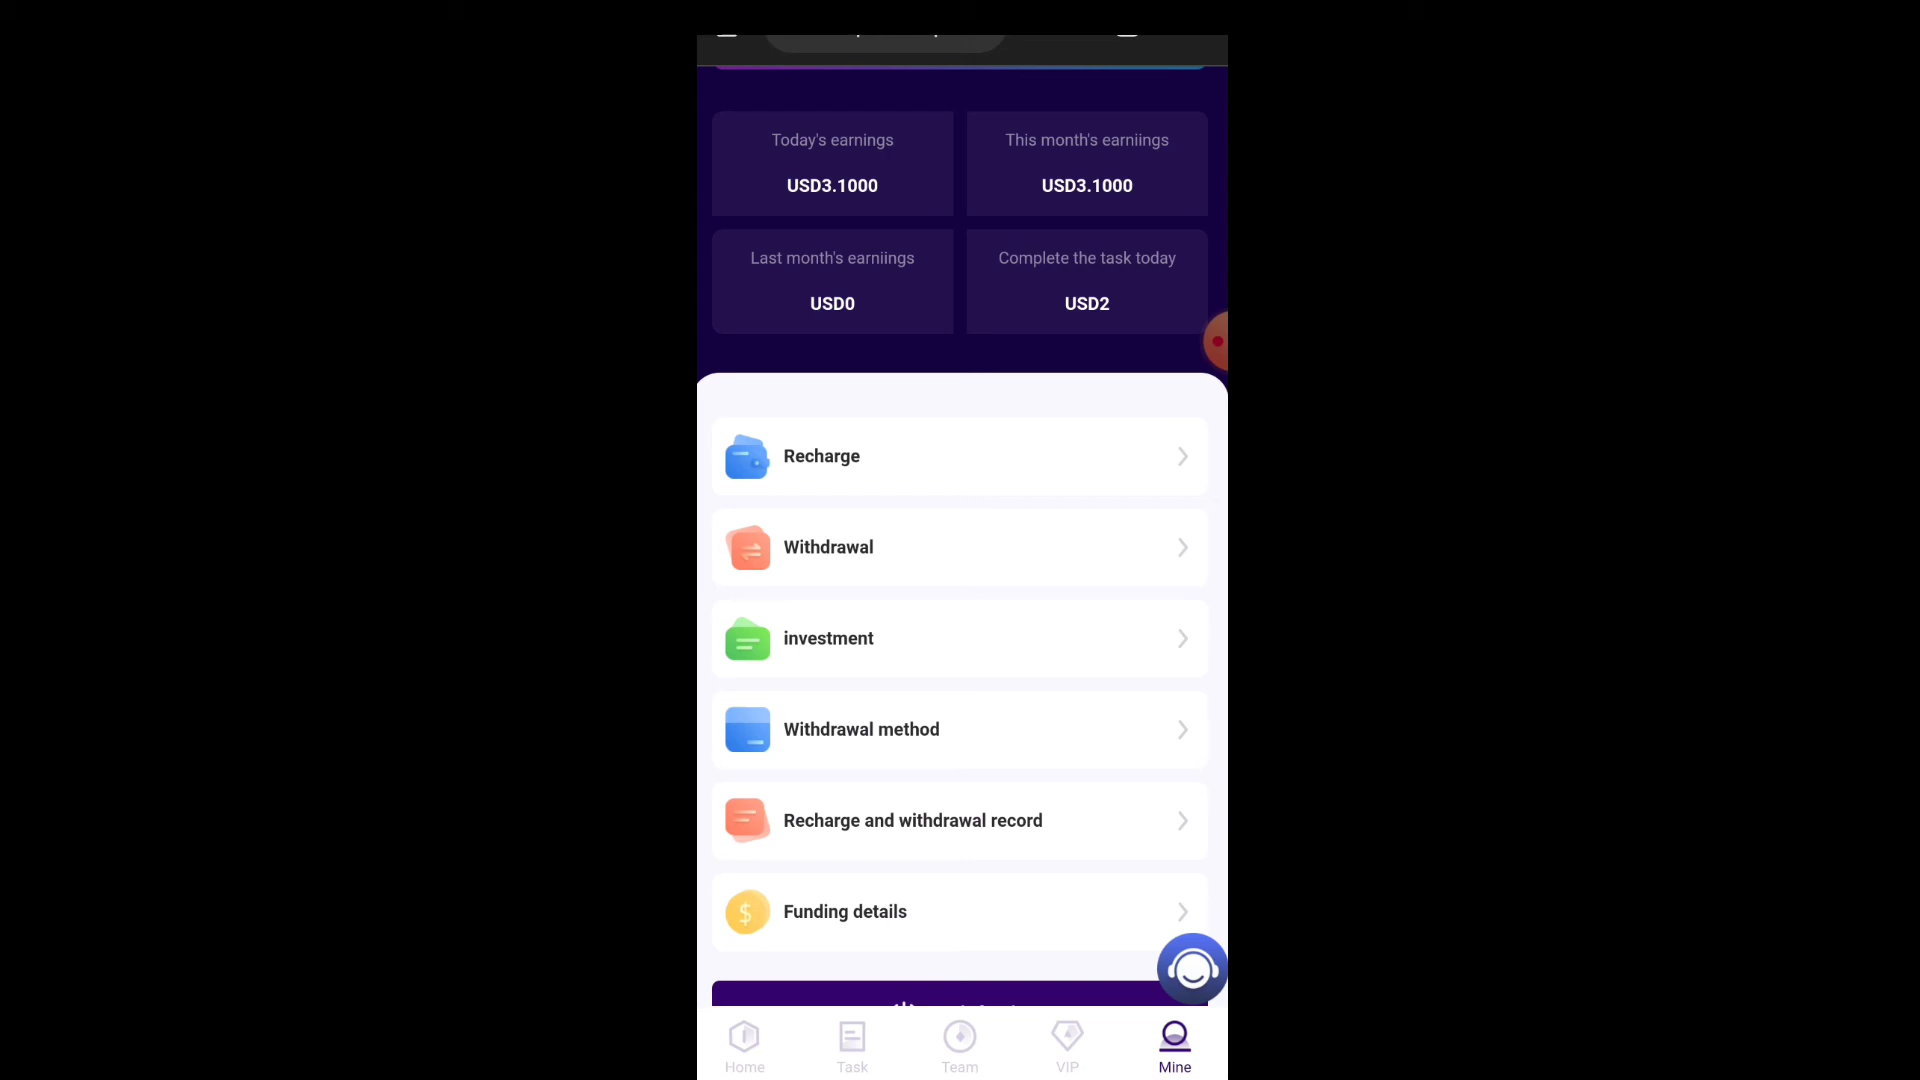 Today's earnings
This month's earniings
USD3.1000
USD3.1000
Last month's earniings
Complete the task today
USD0
USD2
Recharge
Withdrawal
investment
Withdrawal method
Recharge and withdrawal record
$ Funding details
Home
Task
Team
VIP
Mine